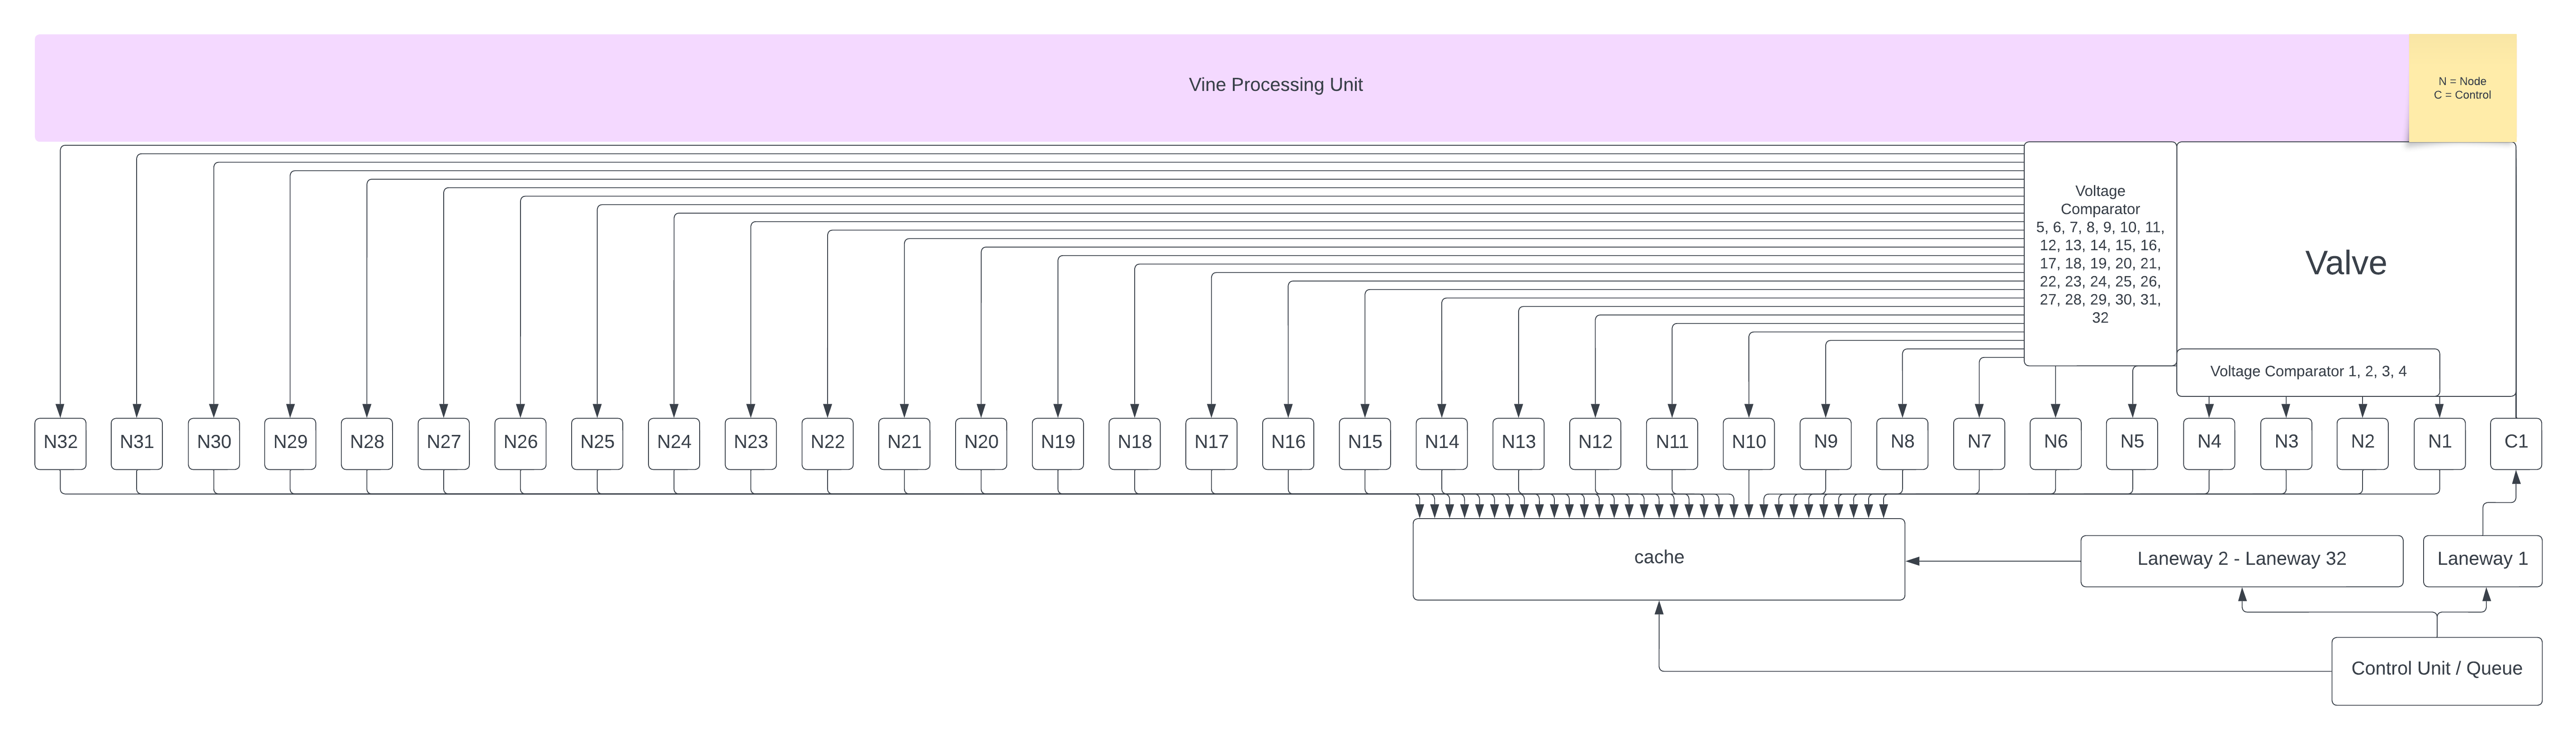 Vine Processing Unit
N = Node
C = Control
Voltage
Comparator
5, 6, 7, 8, 9, 10, 11,
12, 13, 14, 15, 16,
17, 18, 19, 20, 21,
22, 23, 24, 25, 26,
27, 28, 29, 30, 31,
32
Valve
Voltage Comparator 1, 2, 3, 4
N32
N31
N30
N29
N28
N27
N26
N25
N24
N23
N22
N21
N20
N19
N18
N17
N16
N15
N14
N13
N12
N11
N10
N9
N8
N7
N6
N5
N4
N3
N2
N1
C1
cache
Laneway 2 - Laneway 32
Laneway 1
Control Unit / Queue